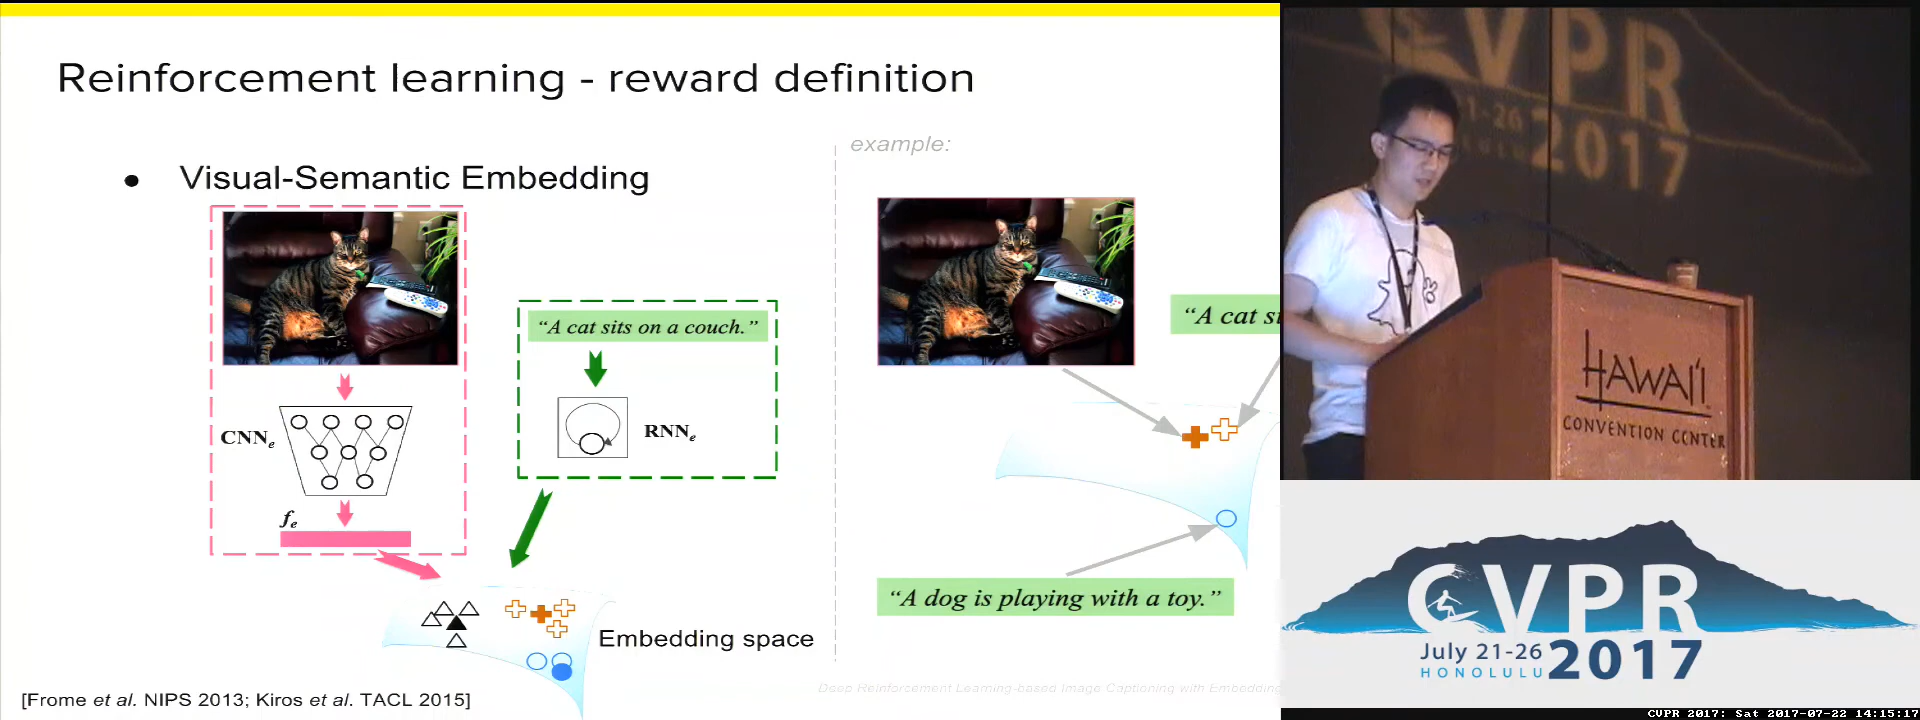 Reinforcement learning - reward definition
● Visual-Semantic Embedding
“A cat sits on a couch.”
CNNe
RNNe
fe
Embedding space
[Frome et al. NIPS 2013; Kiros et al. TACL 2015]
example:
“A cat si
“A dog is playing with a toy.”
Deep Reinforcement Learning-based Image Captioning with Embedding
CVPR
21-26
2017
HAWAI'I
CONVENTION CENTER
CVPR
July 21-26
HONOLULU
2017
CVPR 2017: Sat 2017-07-22 14:15:17